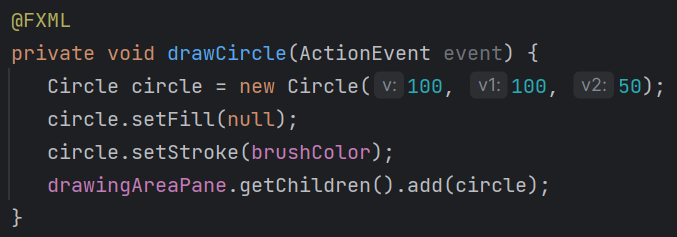 @FXML
private void drawCircle(ActionEvent event) {
Circle circle = new Circle( v: 100, v1: 100, v2: 50);
circle.setFill(null);
circle.setStroke(brushColor);
drawingAreaPane.getChildren().add(circle);
}